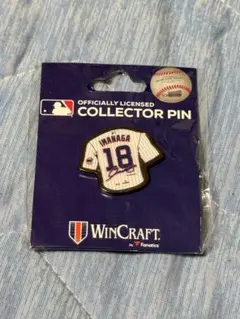 OFFICIALLY LICENSED
COLLECTOR PIN
IMANAGA
18
WINCRAFT
by Fanatics